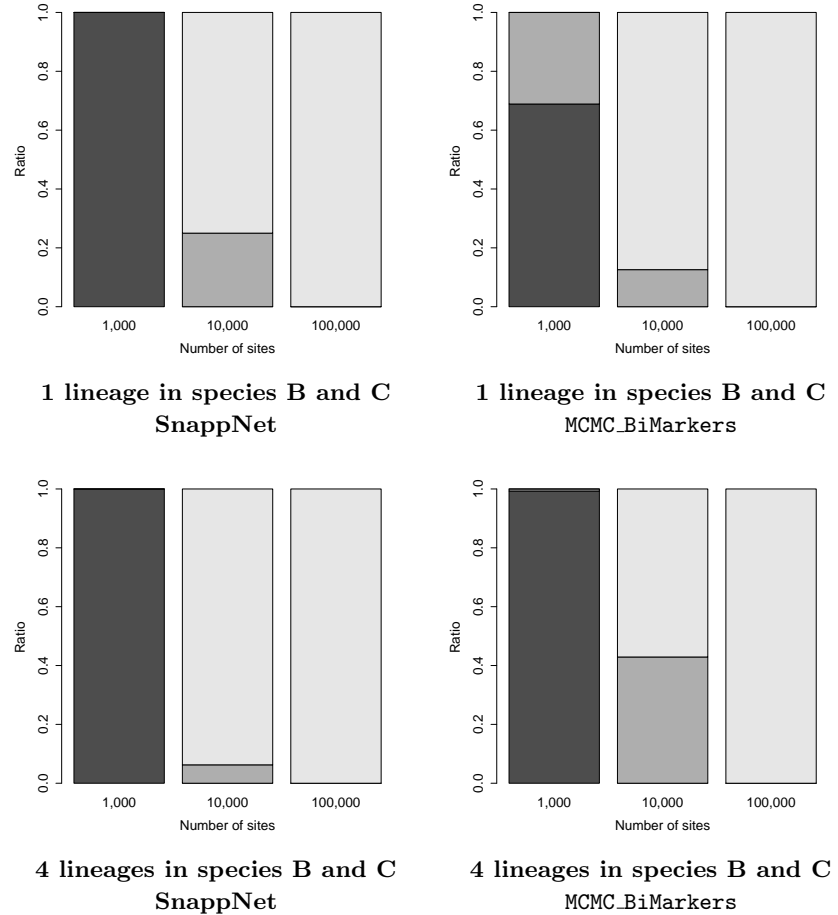 1.0
0.8
0.6
0.4
0.2
0.0
Ratio
1,000 10,000 100,000
Number of sites
1 lineage in species B and C
SnappNet
1.0
0.8
0.6
0.4
0.2
0.0
Ratio
1,000 10,000 100,000
Number of sites
1 lineage in species B and C
MCMC_BiMarkers
1.0
0.8
0.6
0.4
0.2
0.0
Ratio
1,000 10,000 100,000
Number of sites
4 lineages in species B and C
SnappNet
1.0
0.8
0.6
0.4
0.2
0.0
Ratio
1,000 10,000 100,000
Number of sites
4 lineages in species B and C
MCMC_BiMarkers